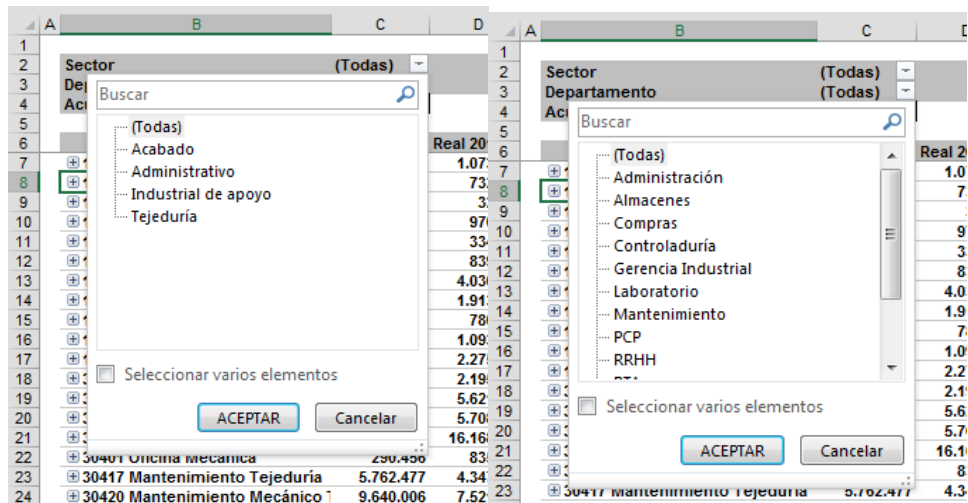 A B C D
1
2 Sector (Todas)
3 De
4 Ac
Buscar
(Todas)
Acabado
Administrativo
Industrial de apoyo
Tejeduría
Seleccionar varios elementos
ACEPTAR Cancelar
5
6 Real 20
7 1.07
8 73
9 3
10 97
11 33
12 83
13 4.03
14 1.91
15 78
16 1.09
17 2.27
18 2.19
19 5.62
20 5.70
21 16.16
22 30401 Oficina Mecánica 290.456 83
23 30417 Mantenimiento Tejeduría 5.762.477 4.34
24 30420 Mantenimiento Mecánico 9.640.006 7.52
A B C
1
2 Sector (Todas)
3 Departamento (Todas)
4 Acu
Buscar
(Todas)
Administración
Almacenes
Compras
Controladuría
Gerencia Industrial
Laboratorio
Mantenimiento
PCP
RRHH
Seleccionar varios elementos
ACEPTAR Cancelar
5
6 Real 2
7 1.0
8 7
9
10 9
11 3
12 8
13 4.0
14 1.9
15 7
16 1.0
17 2.2
18 2.1
19 5.6
20 5.7
21 16.1
22 8
23 30417 Mantenimiento Tejeduría 5.762.477 4.3